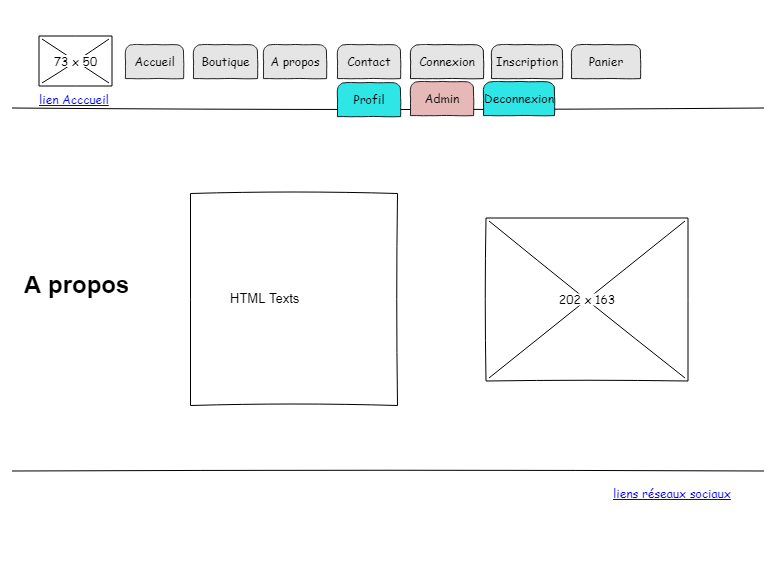 73 x 50
Accueil
Boutique
A propos
Contact
Connexion
Inscription
Panier
lien Acccueil
Profil
Admin
Deconnexion
A propos
HTML Texts
202 x 163
liens réseaux sociaux